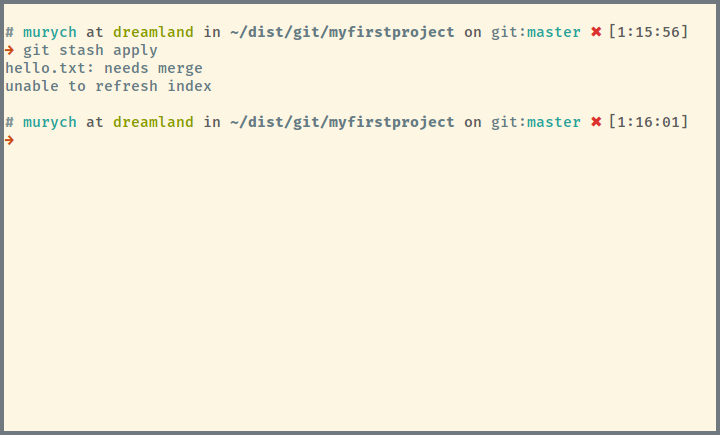 # murych at dreamland in ~/dist/git/myfirstproject on git:master ✖ [1:15:56]
→ git stash apply
hello.txt: needs merge
unable to refresh index
# murych at dreamland in ~/dist/git/myfirstproject on git:master ✖ [1:16:01]
→